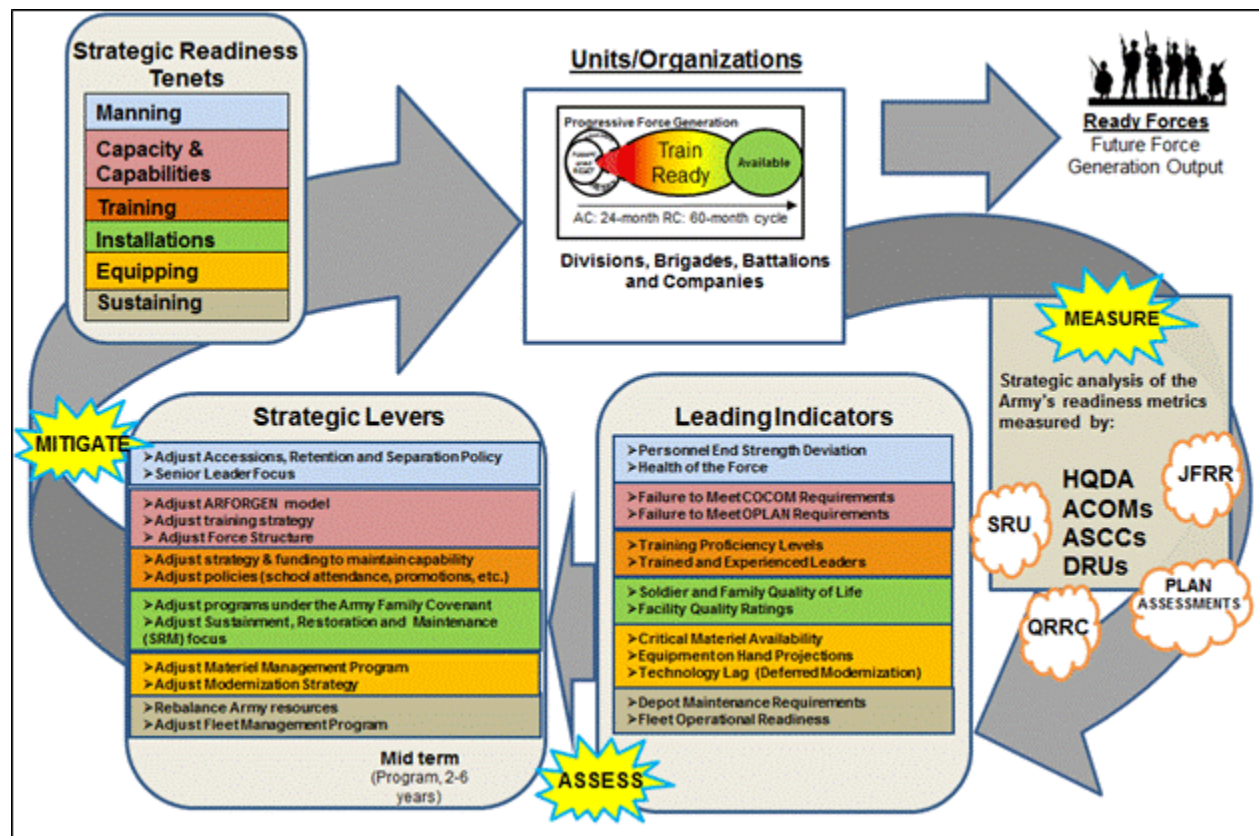 Strategic Readiness
Tenets
Manning
Capacity &
Capabilities
Training
Installations
Equipping
Sustaining
Units/Organizations
Progressive Force Generation
Train
Ready
Available
AC: 24-month RC: 60-month cycle
Divisions, Brigades, Battalions
and Companies
Ready Forces
Future Force
Generation Output
MEASURE
Strategic analysis of the
Army's readiness metrics
measured by:
HQDA
ACOMs
ASCCs
DRUs
JFRR
SRU
PLAN
ASSESSMENTS
QRRC
Leading Indicators
➢Personnel End Strength Deviation
➢Health of the Force
➢Failure to Meet COCOM Requirements
➢Failure to Meet OPLAN Requirements
➢Training Proficiency Levels
➢Trained and Experienced Leaders
➢Soldier and Family Quality of Life
➢Facility Quality Ratings
➢Critical Materiel Availability
➢Equipment on Hand Projections
➢Technology Lag (Deferred Modernization)
➢Depot Maintenance Requirements
➢Fleet Operational Readiness
ASSESS
Strategic Levers
➢Adjust Accessions, Retention and Separation Policy
➢Senior Leader Focus
➢Adjust ARFORGEN model
➢Adjust training strategy
➢Adjust Force Structure
➢Adjust strategy & funding to maintain capability
➢Adjust policies (school attendance, promotions, etc.)
➢Adjust programs under the Army Family Covenant
➢Adjust Sustainment, Restoration and Maintenance
(SRM) focus
➢Adjust Materiel Management Program
➢Adjust Modernization Strategy
➢Rebalance Army resources
➢Adjust Fleet Management Program
Mid term
(Program, 2-6
years)
MITIGATE